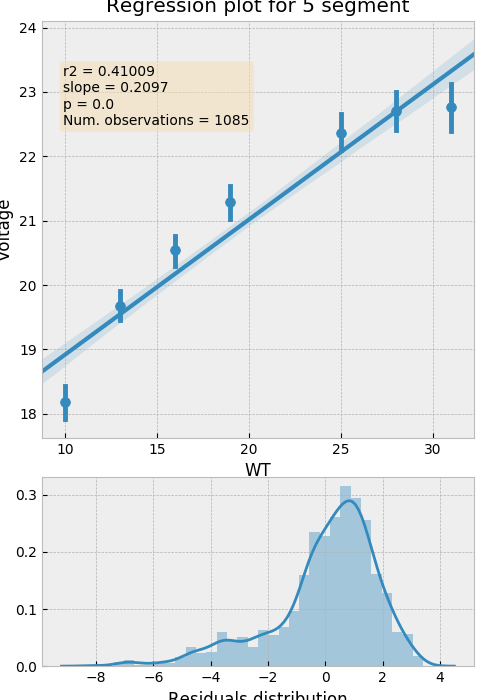 Regression plot for 5 segment
24
r2 = 0.41009
slope = 0.2097
p = 0.0
Num. observations = 1085
23
22
21
20
19
18
Voltage
10 15 20 25 30
WT
0.3
0.2
0.1
0.0
−8 −6 −4 −2 0 2 4
Residuals distribution